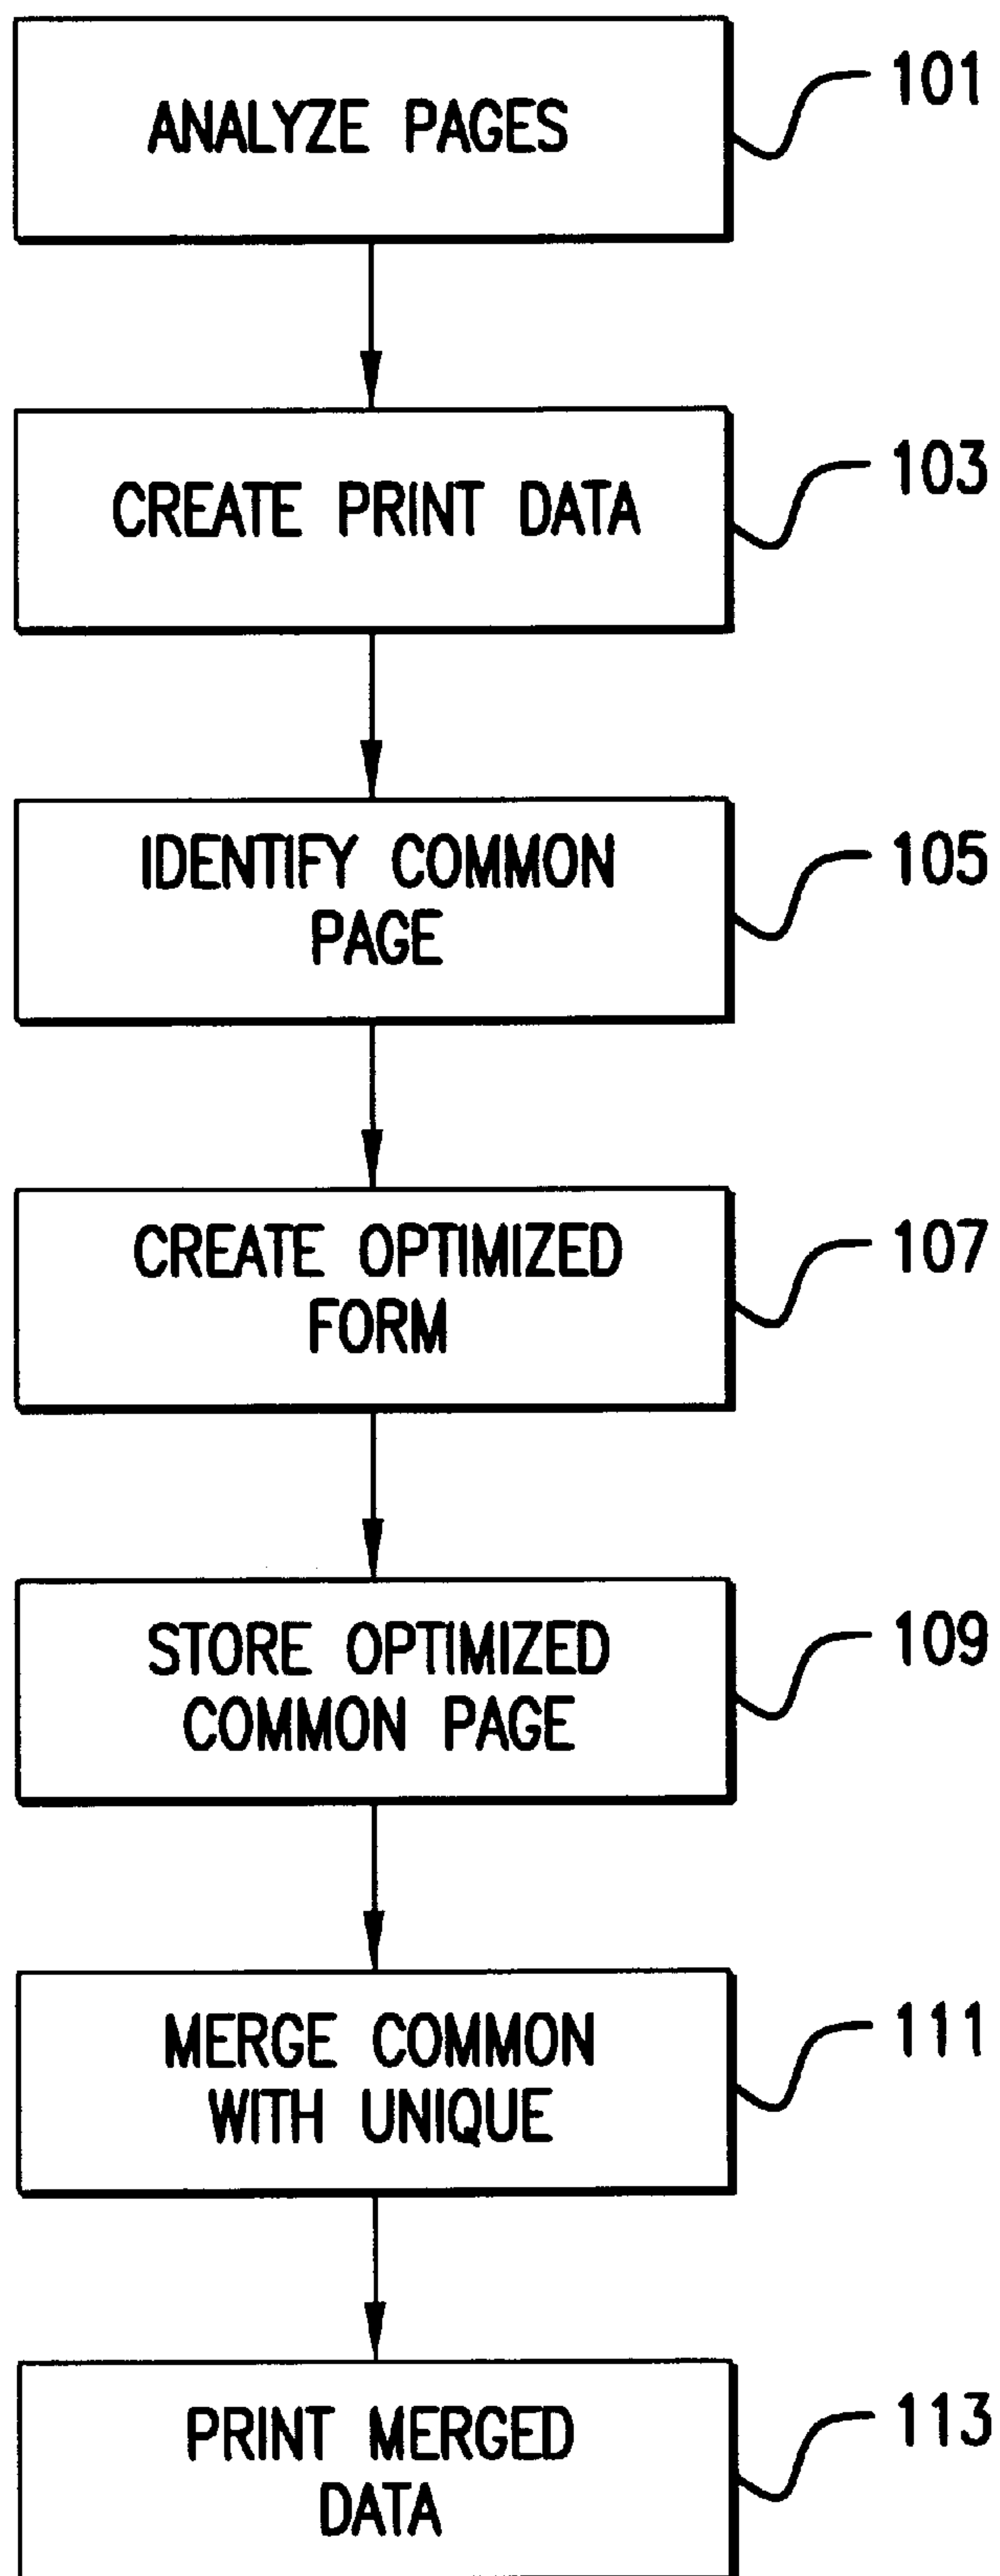 ANALYZE PAGES
101
CREATE PRINT DATA
103
IDENTIFY COMMON
PAGE
105
CREATE OPTIMIZED
FORM
107
STORE OPTIMIZED
COMMON PAGE
109
MERGE COMMON
WITH UNIQUE
111
PRINT MERGED
DATA
113